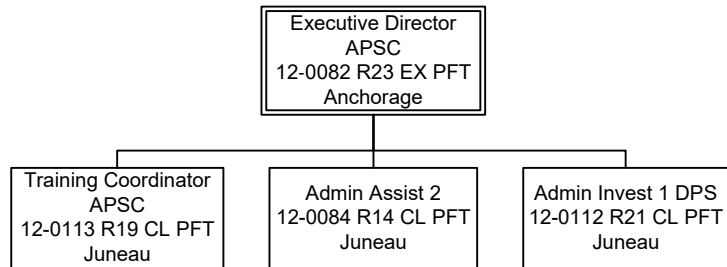 Executive Director
APSC
12-0082 R23 EX PFT
Anchorage
Training Coordinator
APSC
12-0113 R19 CL PFT
Juneau
Admin Assist 2
12-0084 R14 CL PFT
Juneau
Admin Invest 1 DPS
12-0112 R21 CL PFT
Juneau